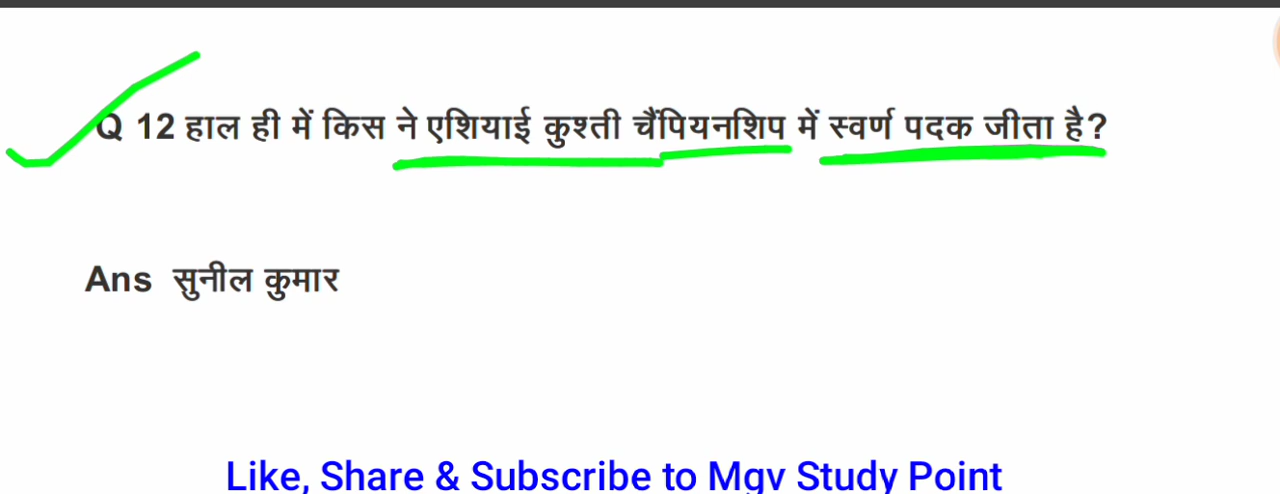 Q 12 हाल ही में किस ने एशियाई कुश्ती चैंपियनशिप में स्वर्ण पदक जीता है?
Ans सुनील कुमार
Like, Share & Subscribe to Mgv Study Point